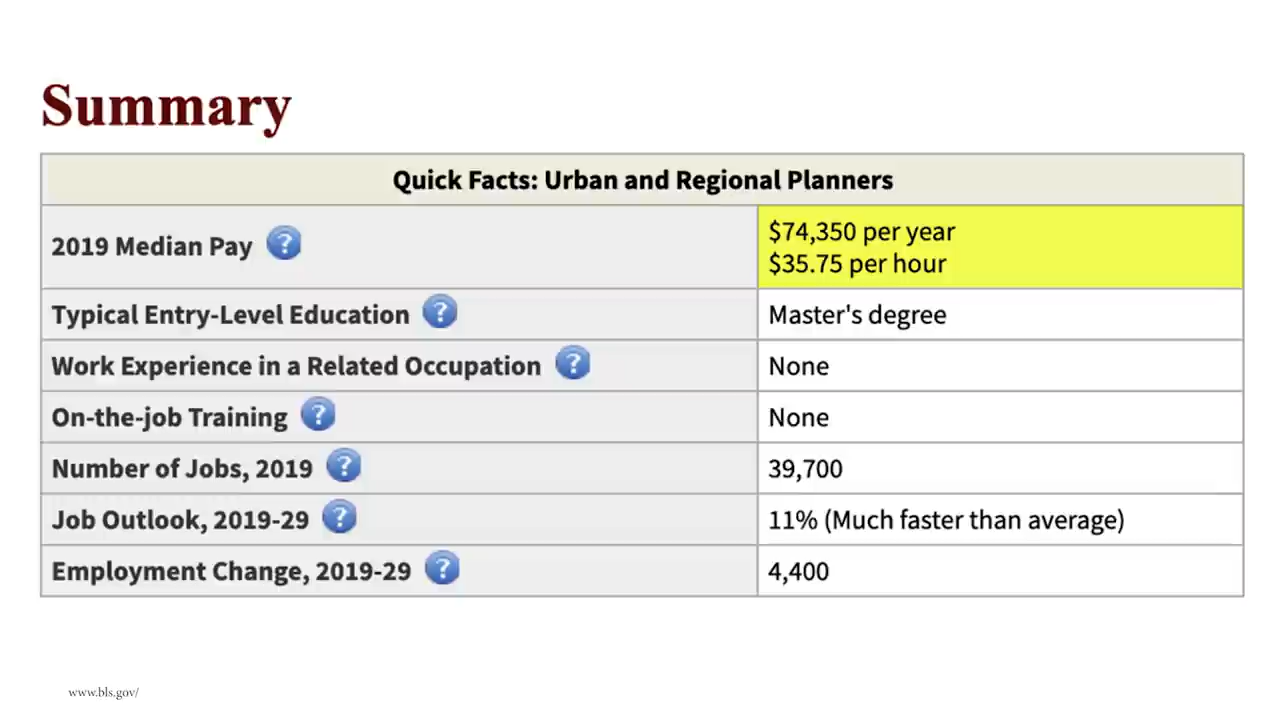 Summary
Quick Facts: Urban and Regional Planners
2019 Median Pay ?
$74,350 per year
$35.75 per hour
Typical Entry-Level Education ?
Master's degree
Work Experience in a Related Occupation ?
None
On-the-job Training ?
None
Number of Jobs, 2019 ?
39,700
Job Outlook, 2019-29 ?
11% (Much faster than average)
Employment Change, 2019-29 ?
4,400
www.bls.gov/